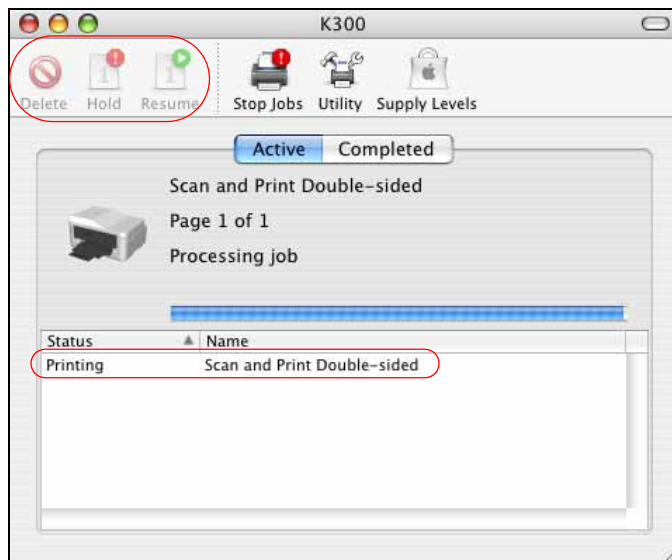 K300
Delete Hold Resume Stop Jobs Utility Supply Levels
Active Completed
Scan and Print Double-sided
Page 1 of 1
Processing job
Status Name
Printing Scan and Print Double-sided